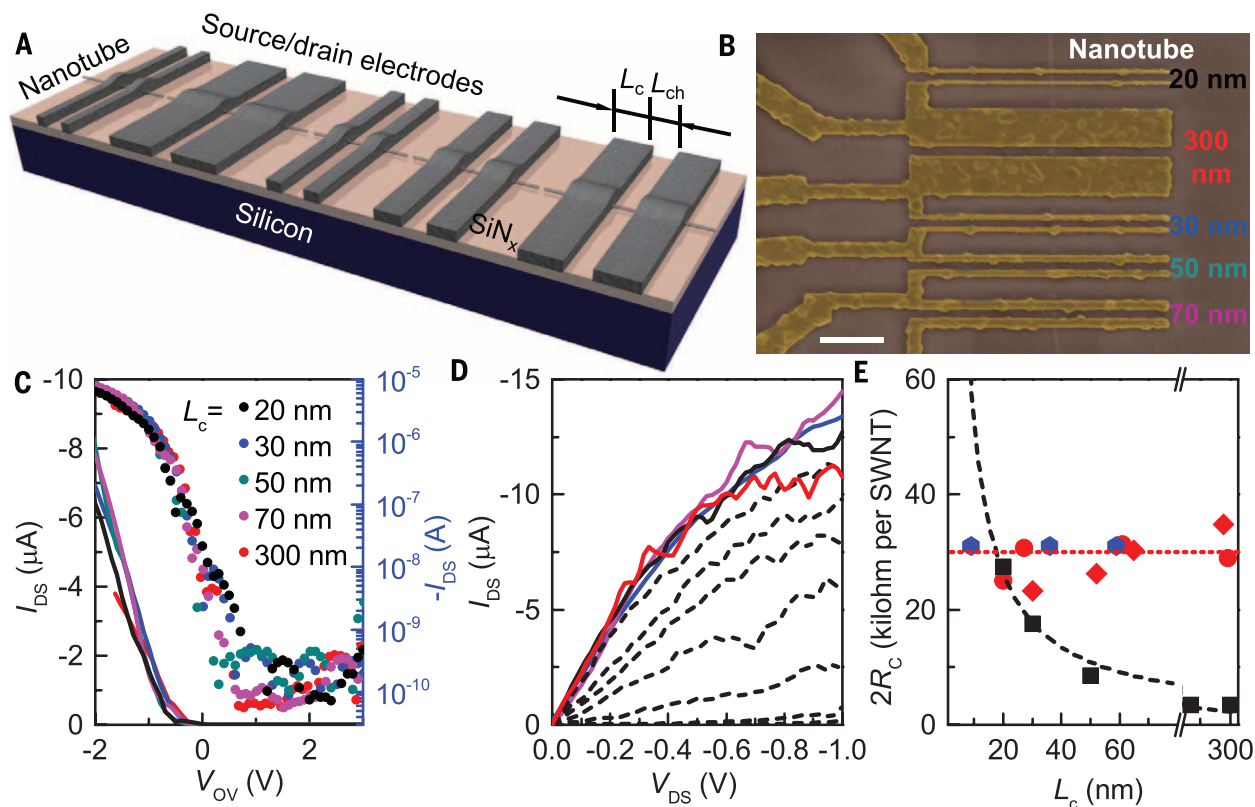 A
Nanotube
Source/drain electrodes
Lc
Lch
Silicon
SiNx
B
Nanotube
20 nm
300
nm
30 nm
50 nm
70 nm
C
-10
-8
-6
-4
-2
0
IDS (μA)
Lc=
20 nm
30 nm
50 nm
70 nm
300 nm
10⁻⁵
10⁻⁶
10⁻⁷
10⁻⁸
10⁻⁹
10⁻¹⁰
-IDS (A)
-2
0
2
VOV (V)
D
-15
-10
-5
0
IDS (μA)
0.0
-0.2
-0.4
-0.6
-0.8
-1.0
VDS (V)
E
60
40
20
0
2RC (kilohm per SWNT)
20
40
60
300
Lc (nm)